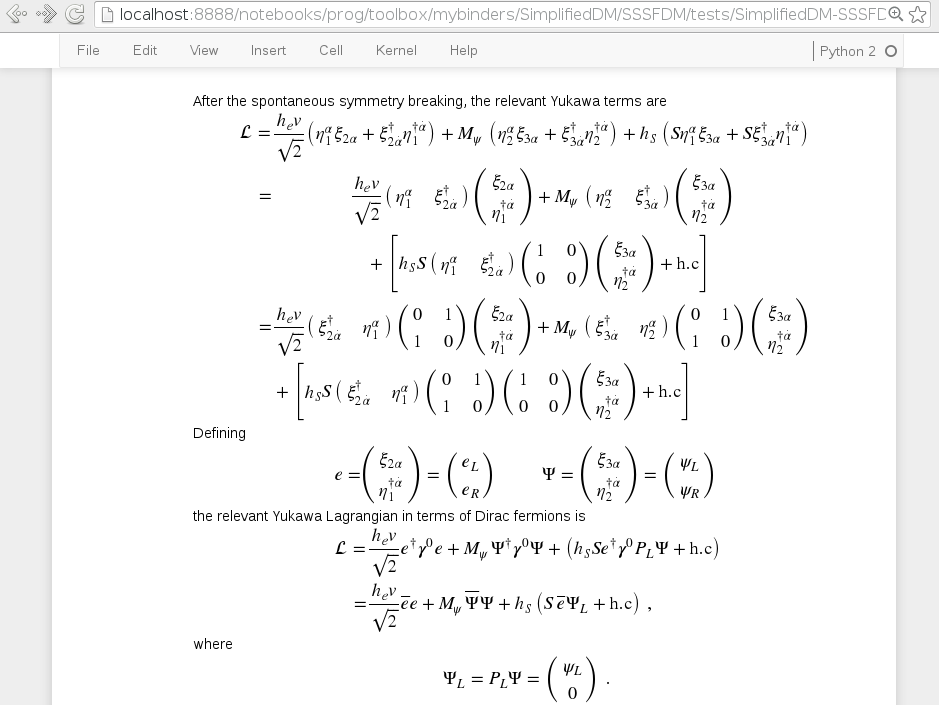 localhost:8888/notebooks/prog/toolbox/mybinders/SimplifiedDM/SSSFDM/tests/SimplifiedDM-SSSFD
File Edit View Insert Cell Kernel Help Python 2
After the spontaneous symmetry breaking, the relevant Yukawa terms are
\mathcal{L} = \frac{h_e v}{\sqrt{2}} \left( \eta_1^\alpha \xi_{2\alpha} + \xi_{2\dot\alpha}^\dagger \eta_1^{\dagger\dot\alpha} \right) + M_\psi \left( \eta_2^\alpha \xi_{3\alpha} + \xi_{3\dot\alpha}^\dagger \eta_2^{\dagger\dot\alpha} \right) + h_S \left( S\eta_1^\alpha \xi_{3\alpha} + S\xi_{3\dot\alpha}^\dagger \eta_1^{\dagger\dot\alpha} \right)
= \frac{h_e v}{\sqrt{2}} \begin{pmatrix} \eta_1^\alpha & \xi_{2\dot\alpha}^\dagger \end{pmatrix} \begin{pmatrix} \xi_{2\alpha} \\ \eta_1^{\dagger\dot\alpha} \end{pmatrix} + M_\psi \begin{pmatrix} \eta_2^\alpha & \xi_{3\dot\alpha}^\dagger \end{pmatrix} \begin{pmatrix} \xi_{3\alpha} \\ \eta_2^{\dagger\dot\alpha} \end{pmatrix}
+ \left[ h_S S \begin{pmatrix} \eta_1^\alpha & \xi_{2\dot\alpha}^\dagger \end{pmatrix} \begin{pmatrix} 1 & 0 \\ 0 & 0 \end{pmatrix} \begin{pmatrix} \xi_{3\alpha} \\ \eta_2^{\dagger\dot\alpha} \end{pmatrix} + \text{h.c} \right]
= \frac{h_e v}{\sqrt{2}} \begin{pmatrix} \xi_{2\dot\alpha}^\dagger & \eta_1^\alpha \end{pmatrix} \begin{pmatrix} 0 & 1 \\ 1 & 0 \end{pmatrix} \begin{pmatrix} \xi_{2\alpha} \\ \eta_1^{\dagger\dot\alpha} \end{pmatrix} + M_\psi \begin{pmatrix} \xi_{3\dot\alpha}^\dagger & \eta_2^\alpha \end{pmatrix} \begin{pmatrix} 0 & 1 \\ 1 & 0 \end{pmatrix} \begin{pmatrix} \xi_{3\alpha} \\ \eta_2^{\dagger\dot\alpha} \end{pmatrix}
+ \left[ h_S S \begin{pmatrix} \xi_{2\dot\alpha}^\dagger & \eta_1^\alpha \end{pmatrix} \begin{pmatrix} 0 & 1 \\ 1 & 0 \end{pmatrix} \begin{pmatrix} 1 & 0 \\ 0 & 0 \end{pmatrix} \begin{pmatrix} \xi_{3\alpha} \\ \eta_2^{\dagger\dot\alpha} \end{pmatrix} + \text{h.c} \right]
Defining
e = \begin{pmatrix} \xi_{2\alpha} \\ \eta_1^{\dagger\dot\alpha} \end{pmatrix} = \begin{pmatrix} e_L \\ e_R \end{pmatrix} \qquad \Psi = \begin{pmatrix} \xi_{3\alpha} \\ \eta_2^{\dagger\dot\alpha} \end{pmatrix} = \begin{pmatrix} \psi_L \\ \psi_R \end{pmatrix}
the relevant Yukawa Lagrangian in terms of Dirac fermions is
\mathcal{L} = \frac{h_e v}{\sqrt{2}} e^\dagger \gamma^0 e + M_\psi \Psi^\dagger \gamma^0 \Psi + \left( h_S S e^\dagger \gamma^0 P_L \Psi + \text{h.c} \right)
= \frac{h_e v}{\sqrt{2}} \overline{e} e + M_\psi \overline{\Psi} \Psi + h_S \left( S \overline{e} \Psi_L + \text{h.c} \right) ,
where
\Psi_L = P_L \Psi = \begin{pmatrix} \psi_L \\ 0 \end{pmatrix} .